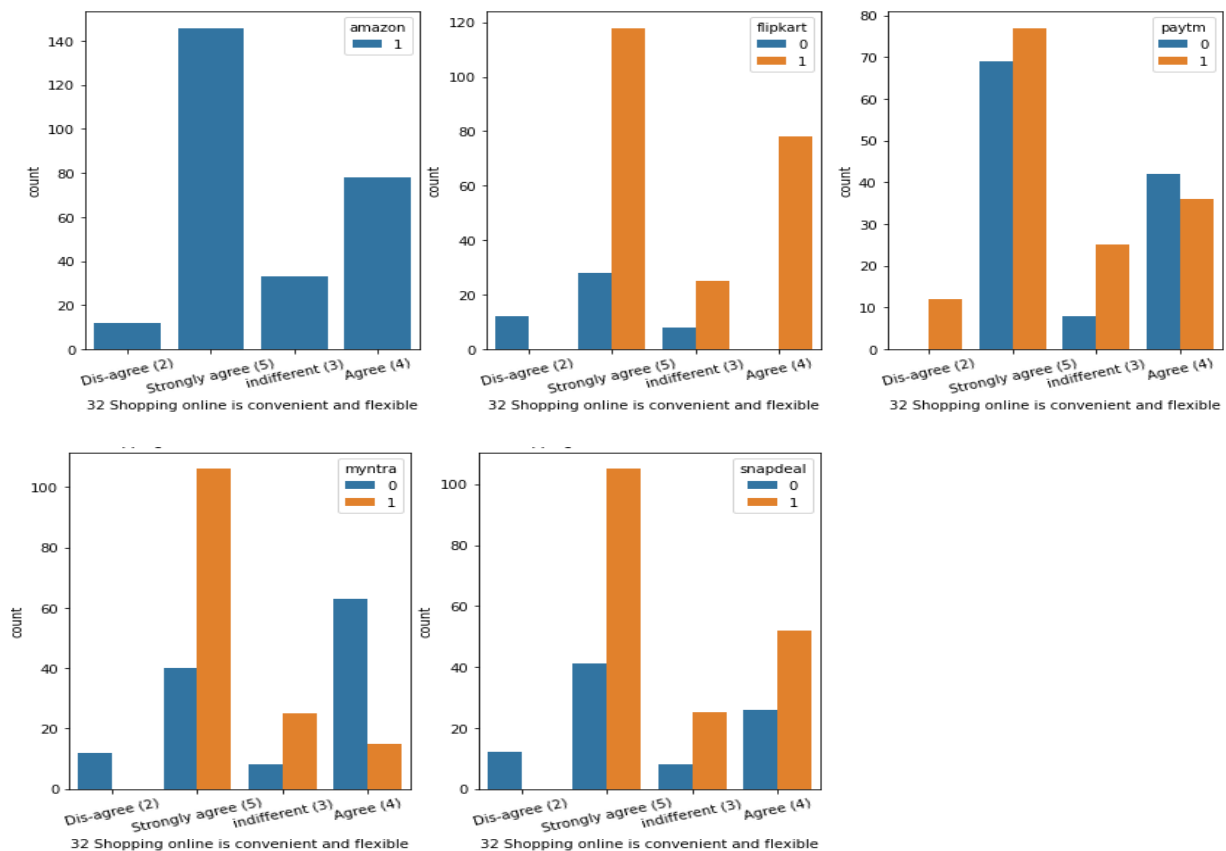 amazon
1
140
120
100
80
60
40
20
0
count
Dis-agree (2)
Strongly agree (5)
indifferent (3)
Agree (4)
32 Shopping online is convenient and flexible
flipkart
0
1
120
100
80
60
40
20
0
count
Dis-agree (2)
Strongly agree (5)
indifferent (3)
Agree (4)
32 Shopping online is convenient and flexible
paytm
0
1
80
70
60
50
40
30
20
10
0
count
Dis-agree (2)
Strongly agree (5)
indifferent (3)
Agree (4)
32 Shopping online is convenient and flexible
myntra
0
1
100
80
60
40
20
0
count
Dis-agree (2)
Strongly agree (5)
indifferent (3)
Agree (4)
32 Shopping online is convenient and flexible
snapdeal
0
1
100
80
60
40
20
0
count
Dis-agree (2)
Strongly agree (5)
indifferent (3)
Agree (4)
32 Shopping online is convenient and flexible